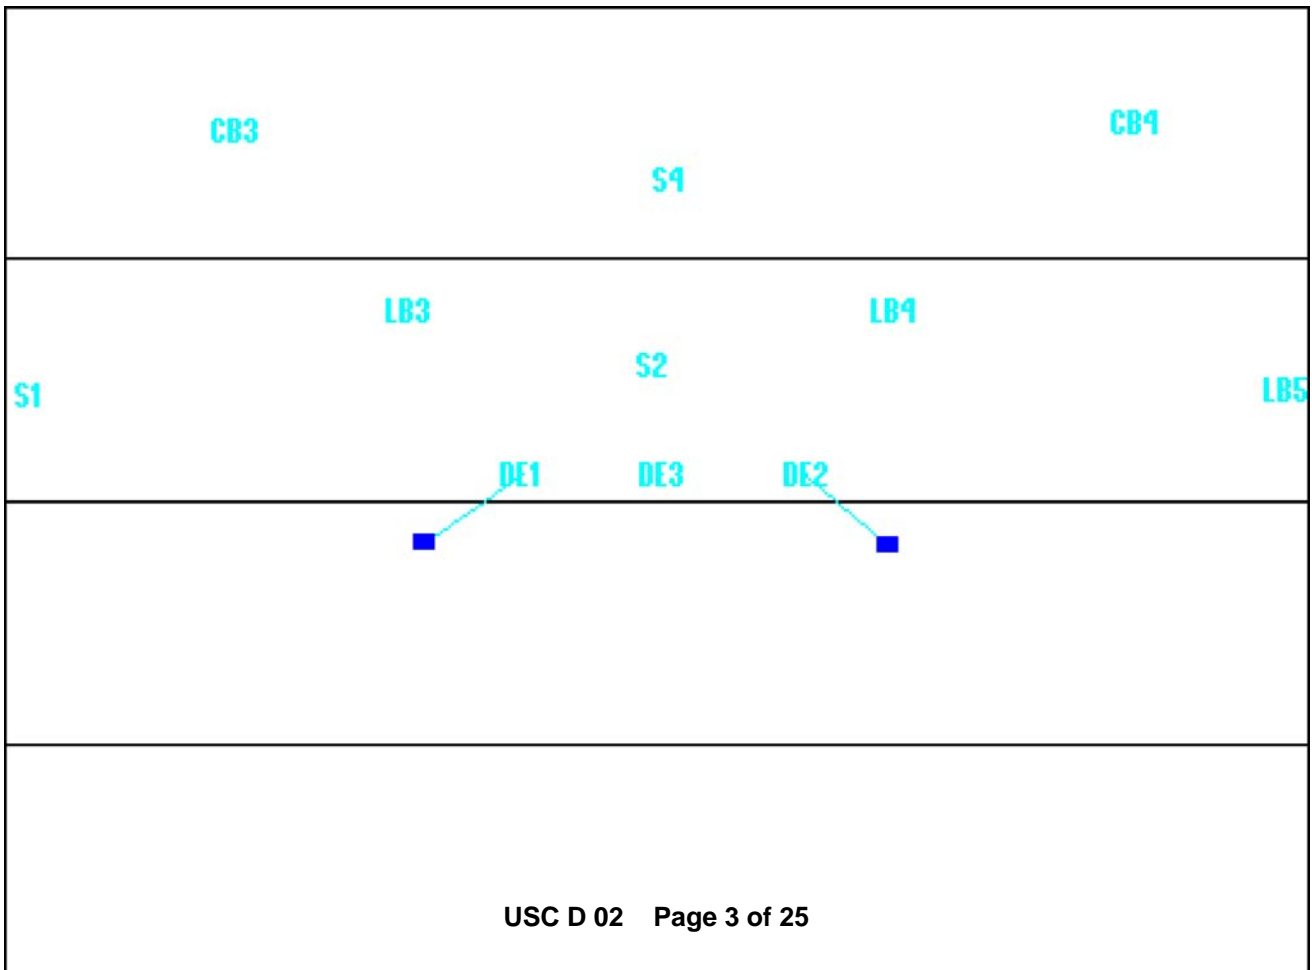 CB3 CB4
S4
LB3 LB4
S2
S1 LB5
DE1 DE3 DE2
USC D 02 Page 3 of 25